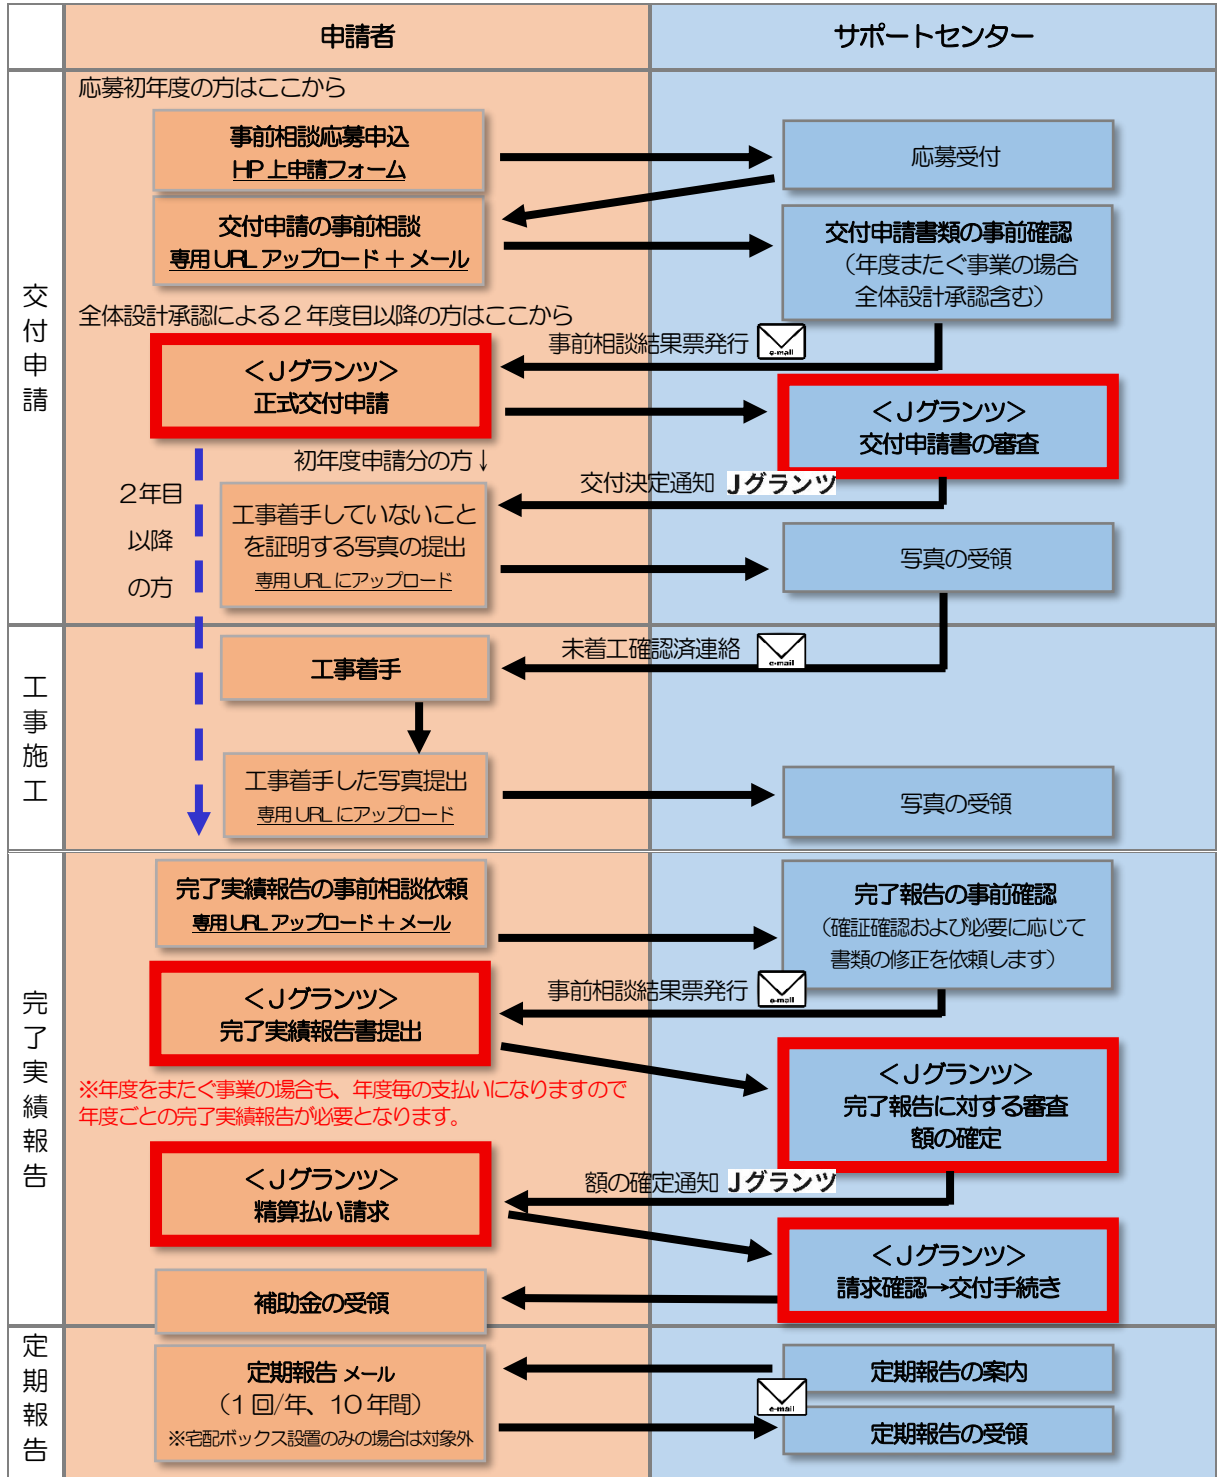 申請者
サポートセンター
交付申請
応募初年度の方はここから
事前相談応募申込
HP上申請フォーム
応募受付
交付申請の事前相談
専用URLアップロード＋メール
交付申請書類の事前確認
（年度またぐ事業の場合
全体設計承認含む）
全体設計承認による２年度目以降の方はここから
事前相談結果票発行
e-mail
＜Ｊグランツ＞
正式交付申請
＜Ｊグランツ＞
交付申請書の審査
初年度申請分の方↓
２年目
以降
の方
交付決定通知 Ｊグランツ
工事着手していないこと
を証明する写真の提出
専用URLにアップロード
写真の受領
工事施工
未着工確認済連絡
e-mail
工事着手
工事着手した写真提出
専用URLにアップロード
写真の受領
完了実績報告
完了実績報告の事前相談依頼
専用URLアップロード＋メール
完了報告の事前確認
（確証確認および必要に応じて
書類の修正を依頼します）
事前相談結果票発行
e-mail
＜Ｊグランツ＞
完了実績報告書提出
＜Ｊグランツ＞
完了報告に対する審査
額の確定
※年度をまたぐ事業の場合も、年度毎の支払いになりますので
年度ごとの完了実績報告が必要となります。
額の確定通知 Ｊグランツ
＜Ｊグランツ＞
精算払い請求
＜Ｊグランツ＞
請求確認→交付手続き
補助金の受領
定期報告
定期報告 メール
（１回/年、10年間）
※宅配ボックス設置のみの場合は対象外
定期報告の案内
e-mail
定期報告の受領